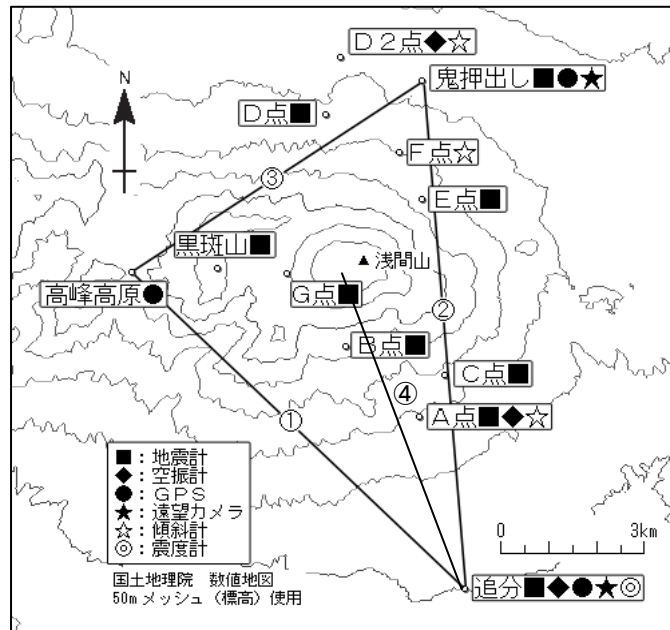 D2点◆☆
鬼押出し■●★
N
D点■
F点☆
③
E点■
黒斑山■
▲ 浅間山
高峰高原●
G点■
②
B点■
C点■
④
①
A点■◆☆
■：地震計
◆：空振計
●：GPS
★：遠望カメラ
☆：傾斜計
◎：震度計
0 3km
国土地理院 数値地図
50mメッシュ（標高）使用
追分■◆●★◎